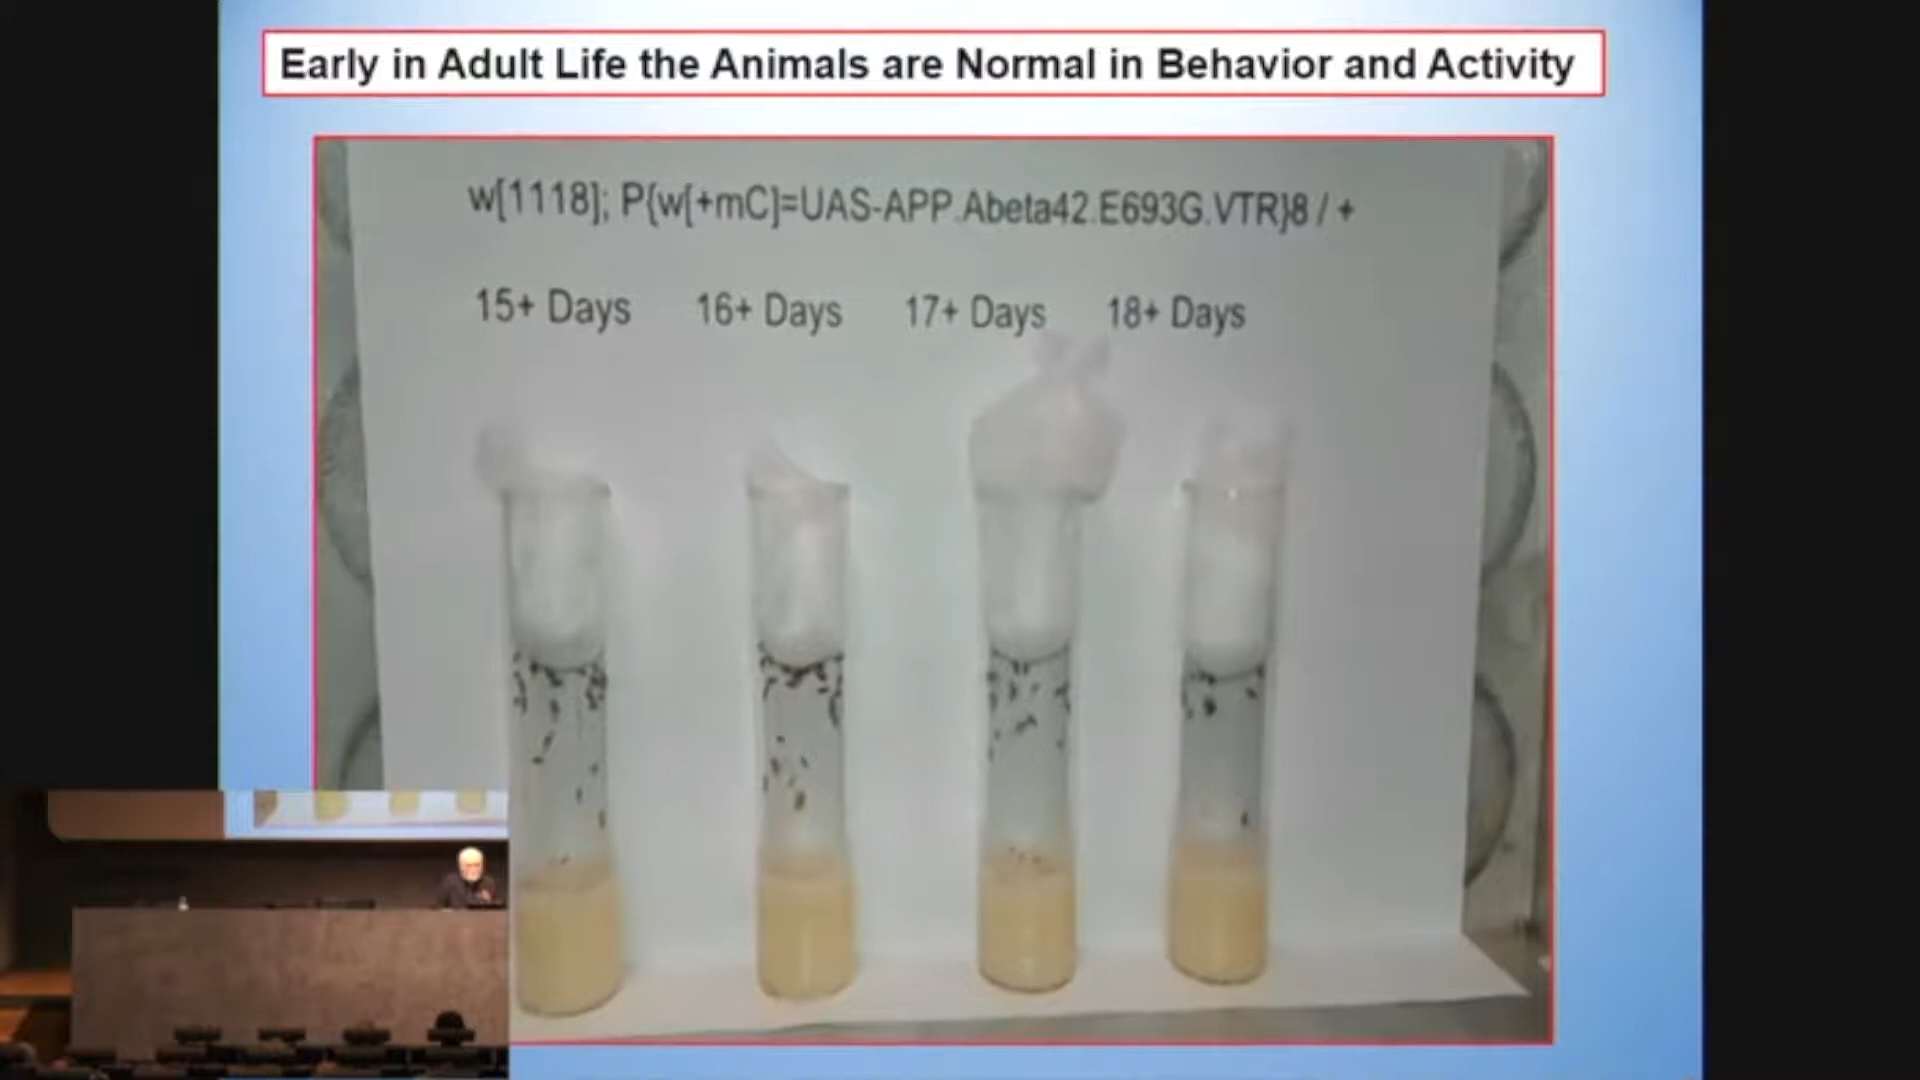 Early in Adult Life the Animals are Normal in Behavior and Activity
w[1118]; P{w[+mC]=UAS-APP.Abeta42.E693G.VTR}8 / +
15+ Days 16+ Days 17+ Days 18+ Days